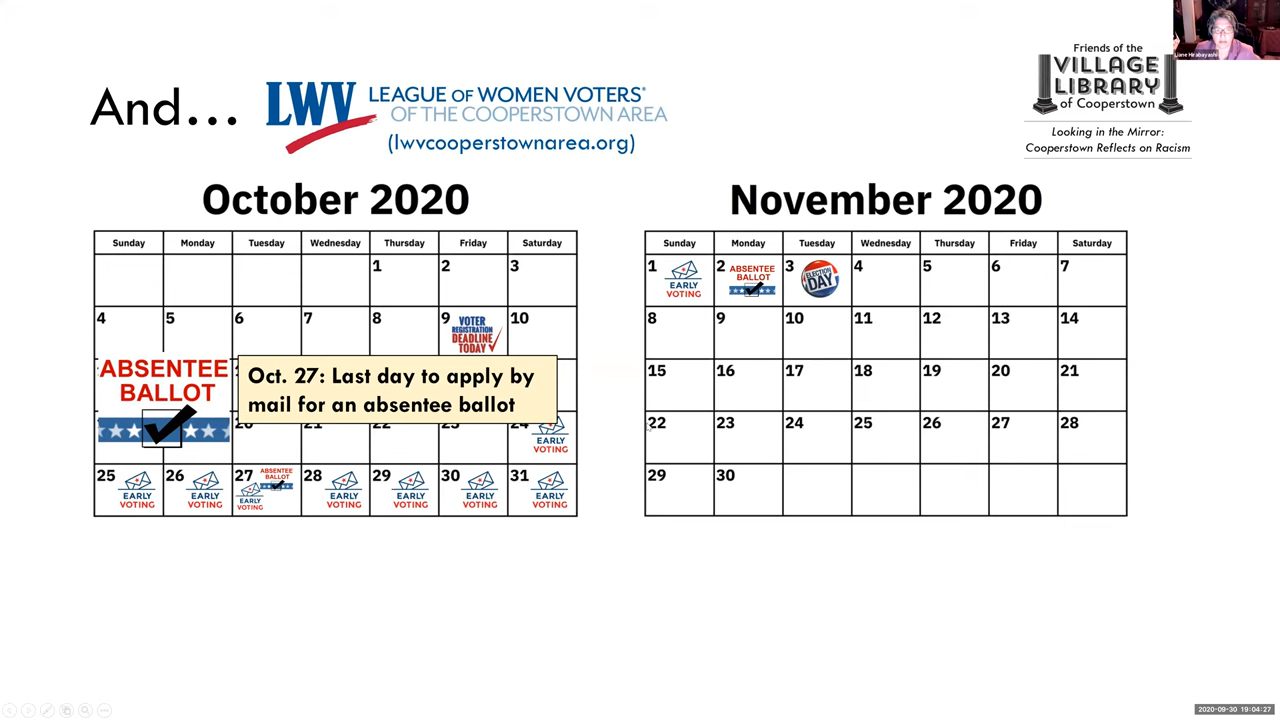 And...
LWV LEAGUE OF WOMEN VOTERS®
OF THE COOPERSTOWN AREA
(lwvcooperstownarea.org)
Jane Hirabayashi
Friends of the
VILLAGE
LIBRARY
of Cooperstown
Looking in the Mirror:
Cooperstown Reflects on Racism
October 2020
Sunday Monday Tuesday Wednesday Thursday Friday Saturday
1 2 3
4 5 6 7 8 9 10
VOTER
REGISTRATION
DEADLINE
TODAY
ABSENTEE
BALLOT
Oct. 27: Last day to apply by
mail for an absentee ballot
20 21 22 23 24
EARLY
VOTING
25 26 27 28 29 30 31
EARLY
VOTING
EARLY
VOTING
ABSENTEE
BALLOT
EARLY
VOTING
EARLY
VOTING
EARLY
VOTING
EARLY
VOTING
EARLY
VOTING
November 2020
Sunday Monday Tuesday Wednesday Thursday Friday Saturday
1 2 3 4 5 6 7
EARLY
VOTING
ABSENTEE
BALLOT
ELECTION
DAY
8 9 10 11 12 13 14
15 16 17 18 19 20 21
22 23 24 25 26 27 28
29 30
2020-09-30 19:04:27